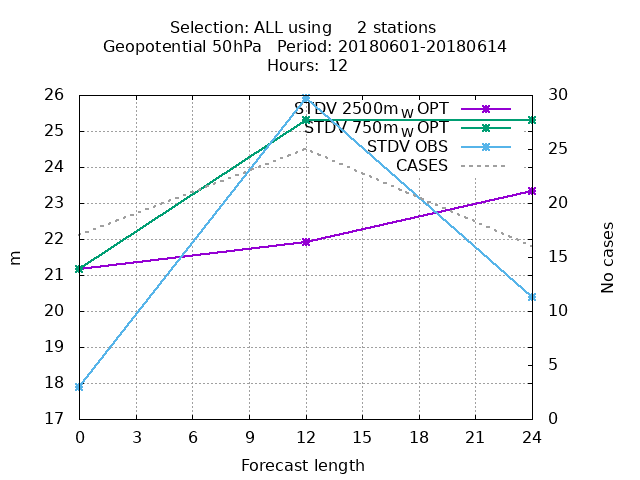 Selection: ALL using     2 stations
Geopotential 50hPa   Period: 20180601-20180614
Hours:  12
STDV 2500m_W OPT
STDV 750m_W OPT
STDV OBS
CASES
26
25
24
23
22
21
20
19
18
17
m
30
25
20
15
10
5
0
No cases
0 3 6 9 12 15 18 21 24
Forecast length